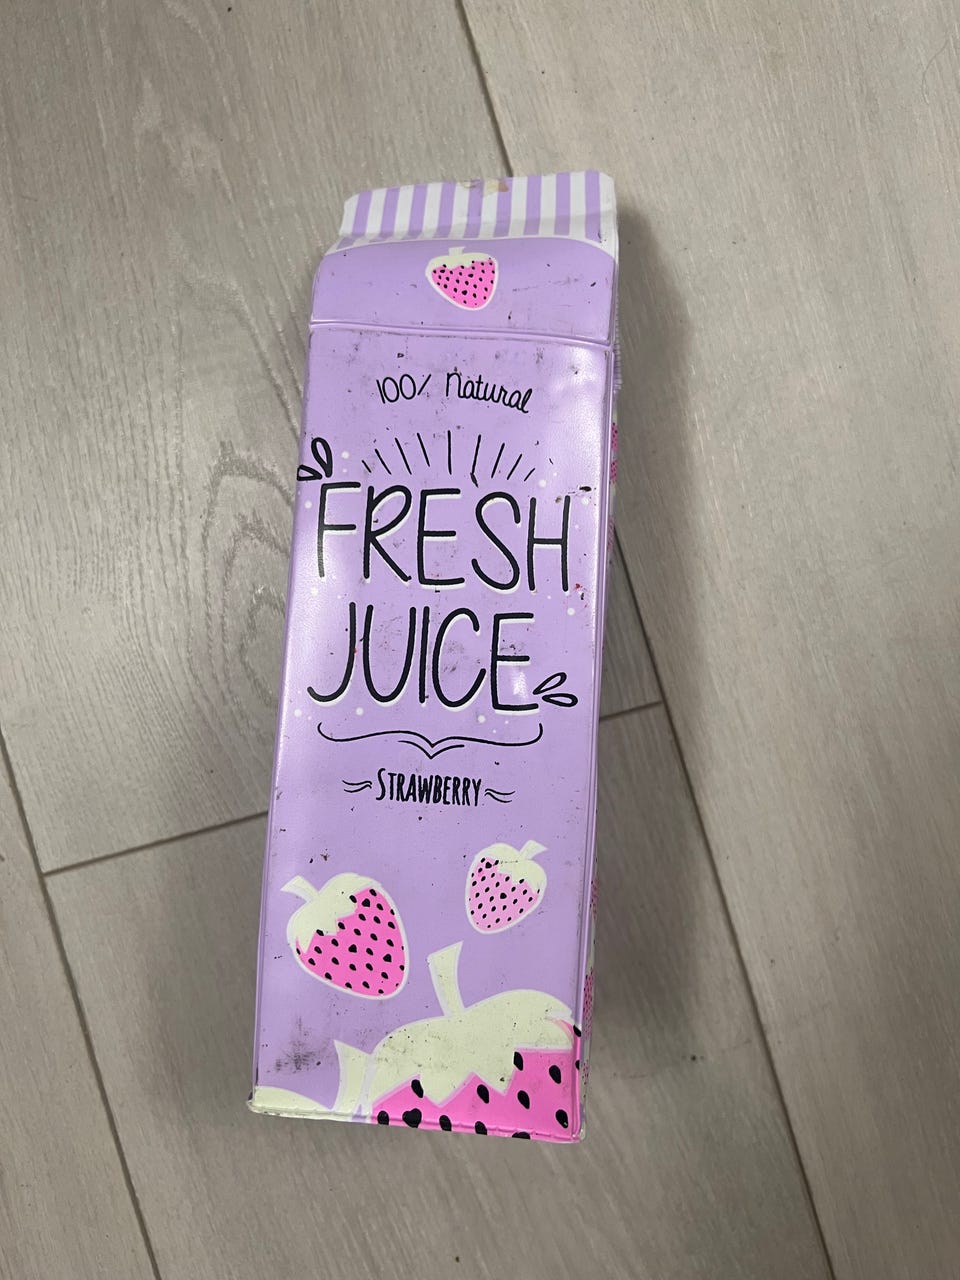 100% Natural
FRESH
JUICE
STRAWBERRY